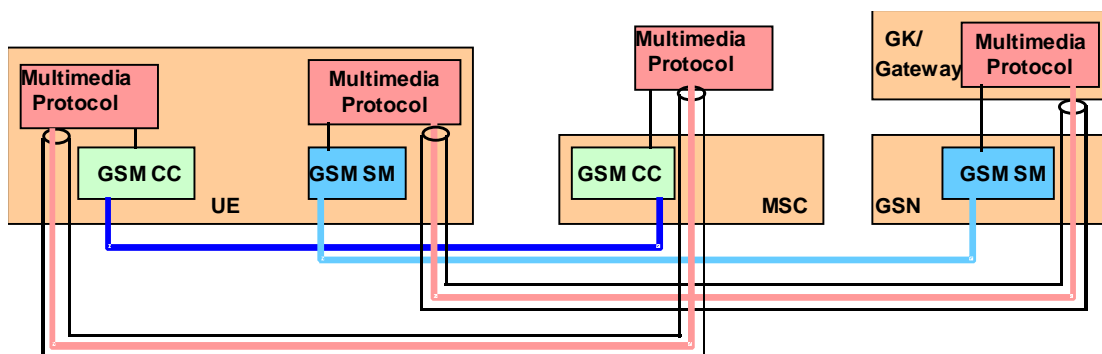 Multimedia
Protocol
GSM CC
Multimedia
Protocol
GSM SM
UE
Multimedia
Protocol
GSM CC
MSC
GK/
Gateway
Multimedia
Protocol
GSM SM
GSN